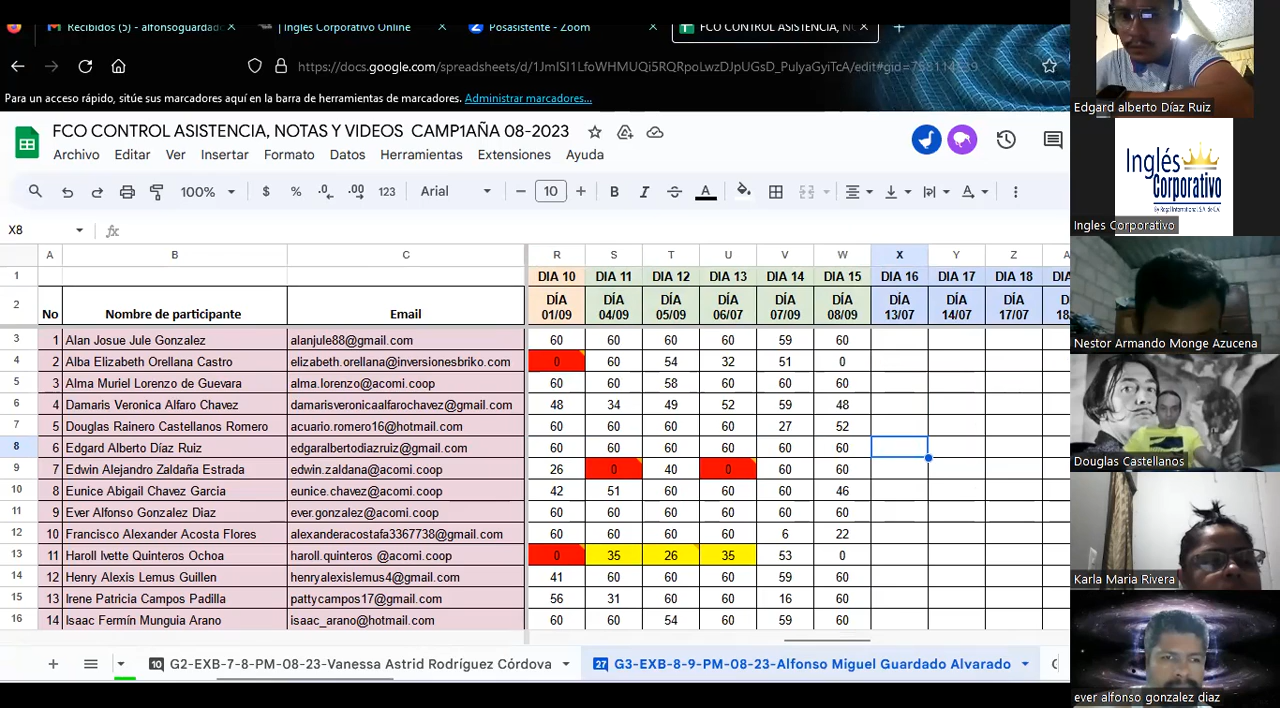 Recibidos (5) - alfonsoguardad
Inglés Corporativo Online
Posasistente - Zoom
FCO CONTROL ASISTENCIA, N
https://docs.google.com/spreadsheets/d/1JmISI1LfoWHMUQi5RQRpoLwzDJpUGsD_PulyaGyiTcA/edit#gid=
Para un acceso rápido, sitúe sus marcadores aquí en la barra de herramientas de marcadores. Administrar marcadores...
FCO CONTROL ASISTENCIA, NOTAS Y VIDEOS CAMP1AÑA 08-2023
Archivo Editar Ver Insertar Formato Datos Herramientas Extensiones Ayuda
100% $ % .0 .00 123 Arial 10 B I A
X8 fx
A B C R S T U V W X Y Z A
1 DIA 10 DIA 11 DIA 12 DIA 13 DIA 14 DIA 15 DIA 16 DIA 17 DIA 18 DIA
2 No Nombre de participante Email DÍA 01/09 DÍA 04/09 DÍA 05/09 DÍA 06/07 DÍA 07/09 DÍA 08/09 DÍA 13/07 DÍA 14/07 DÍA 17/07 DÍA 18/
3 1 Alan Josue Jule Gonzalez alanjule88@gmail.com 60 60 60 60 59 60
4 2 Alba Elizabeth Orellana Castro elizabeth.orellana@inversionesbriko.com 0 60 54 32 51 0
5 3 Alma Muriel Lorenzo de Guevara alma.lorenzo@acomi.coop 60 60 58 60 60 60
6 4 Damaris Veronica Alfaro Chavez damarisveronicaalfarochavez@gmail.com 48 34 49 52 59 48
7 5 Douglas Rainero Castellanos Romero acuario.romero16@hotmail.com 60 60 60 60 27 52
8 6 Edgard Alberto Díaz Ruiz edgaralbertodiazruiz@gmail.com 60 60 60 60 60 60
9 7 Edwin Alejandro Zaldaña Estreda edwin.zaldana@acomi.coop 26 0 40 0 60 60
10 8 Eunice Abigail Chavez Garcia eunice.chavez@acomi.coop 42 51 60 60 60 46
11 9 Ever Alfonso Gonzalez Diaz ever.gonzalez@acomi.coop 60 60 60 60 60 60
12 10 Francisco Alexander Acosta Flores alexanderacostafa3367738@gmail.com 60 60 60 60 6 22
13 11 Haroll Ivette Quinteros Ochoa haroll.quinteros @acomi.coop 0 35 26 35 53 0
14 12 Henry Alexis Lemus Guillen henryalexislemus4@gmail.com 41 60 60 60 59 60
15 13 Irene Patricia Campos Padilla pattycampos17@gmail.com 56 31 60 60 16 60
16 14 Isaac Fermín Munguia Arano isaac_arano@hotmail.com 60 60 54 60 59 60
10 G2-EXB-7-8-PM-08-23-Vanessa Astrid Rodríguez Córdova 27 G3-EXB-8-9-PM-08-23-Alfonso Miguel Guardado Alvarado
Edgard alberto Díaz Ruiz
Inglés
Corporativo
By Regal International, S.A. de C.V.
Ingles Corporativo
Nestor Armando Monge Azucena
Douglas Castellanos
Karla Maria Rivera
ever alfonso gonzalez diaz